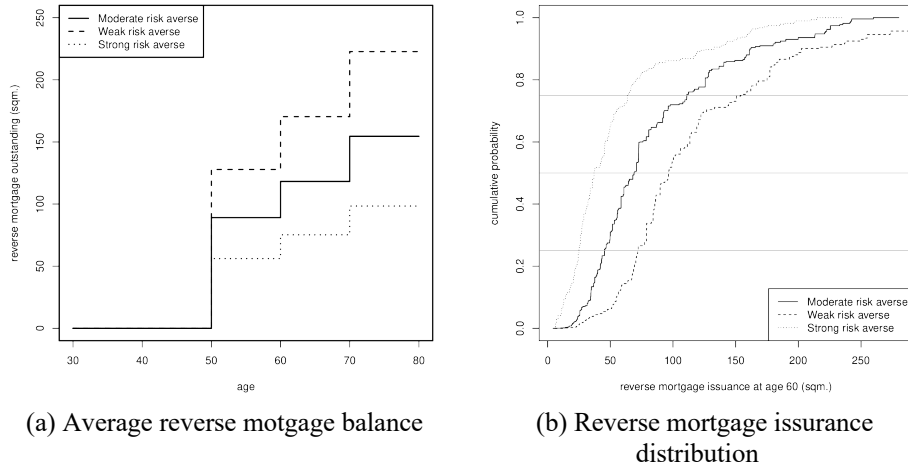 reverse mortgage outstanding (sqm.)
250
200
150
100
50
0
Moderate risk averse
Weak risk averse
Strong risk averse
30 40 50 60 70 80
age
(a) Average reverse motgage balance
cumulative probability
1.0
0.8
0.6
0.4
0.2
0.0
Moderate risk averse
Weak risk averse
Strong risk averse
0 50 100 150 200 250
reverse mortgage issuance at age 60 (sqm.)
(b) Reverse mortgage issurance
distribution